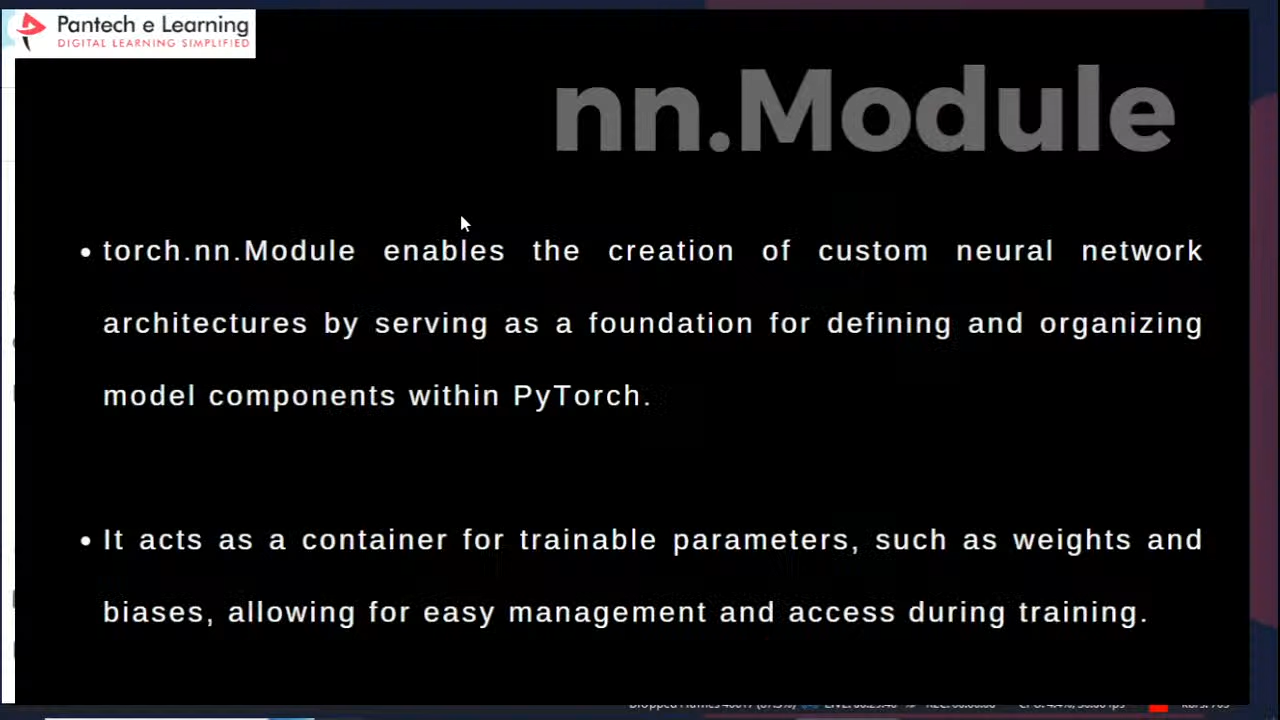 Pantech e Learning
DIGITAL LEARNING SIMPLIFIED
nn.Module
• torch.nn.Module enables the creation of custom neural network
architectures by serving as a foundation for defining and organizing
model components within PyTorch.
• It acts as a container for trainable parameters, such as weights and
biases, allowing for easy management and access during training.